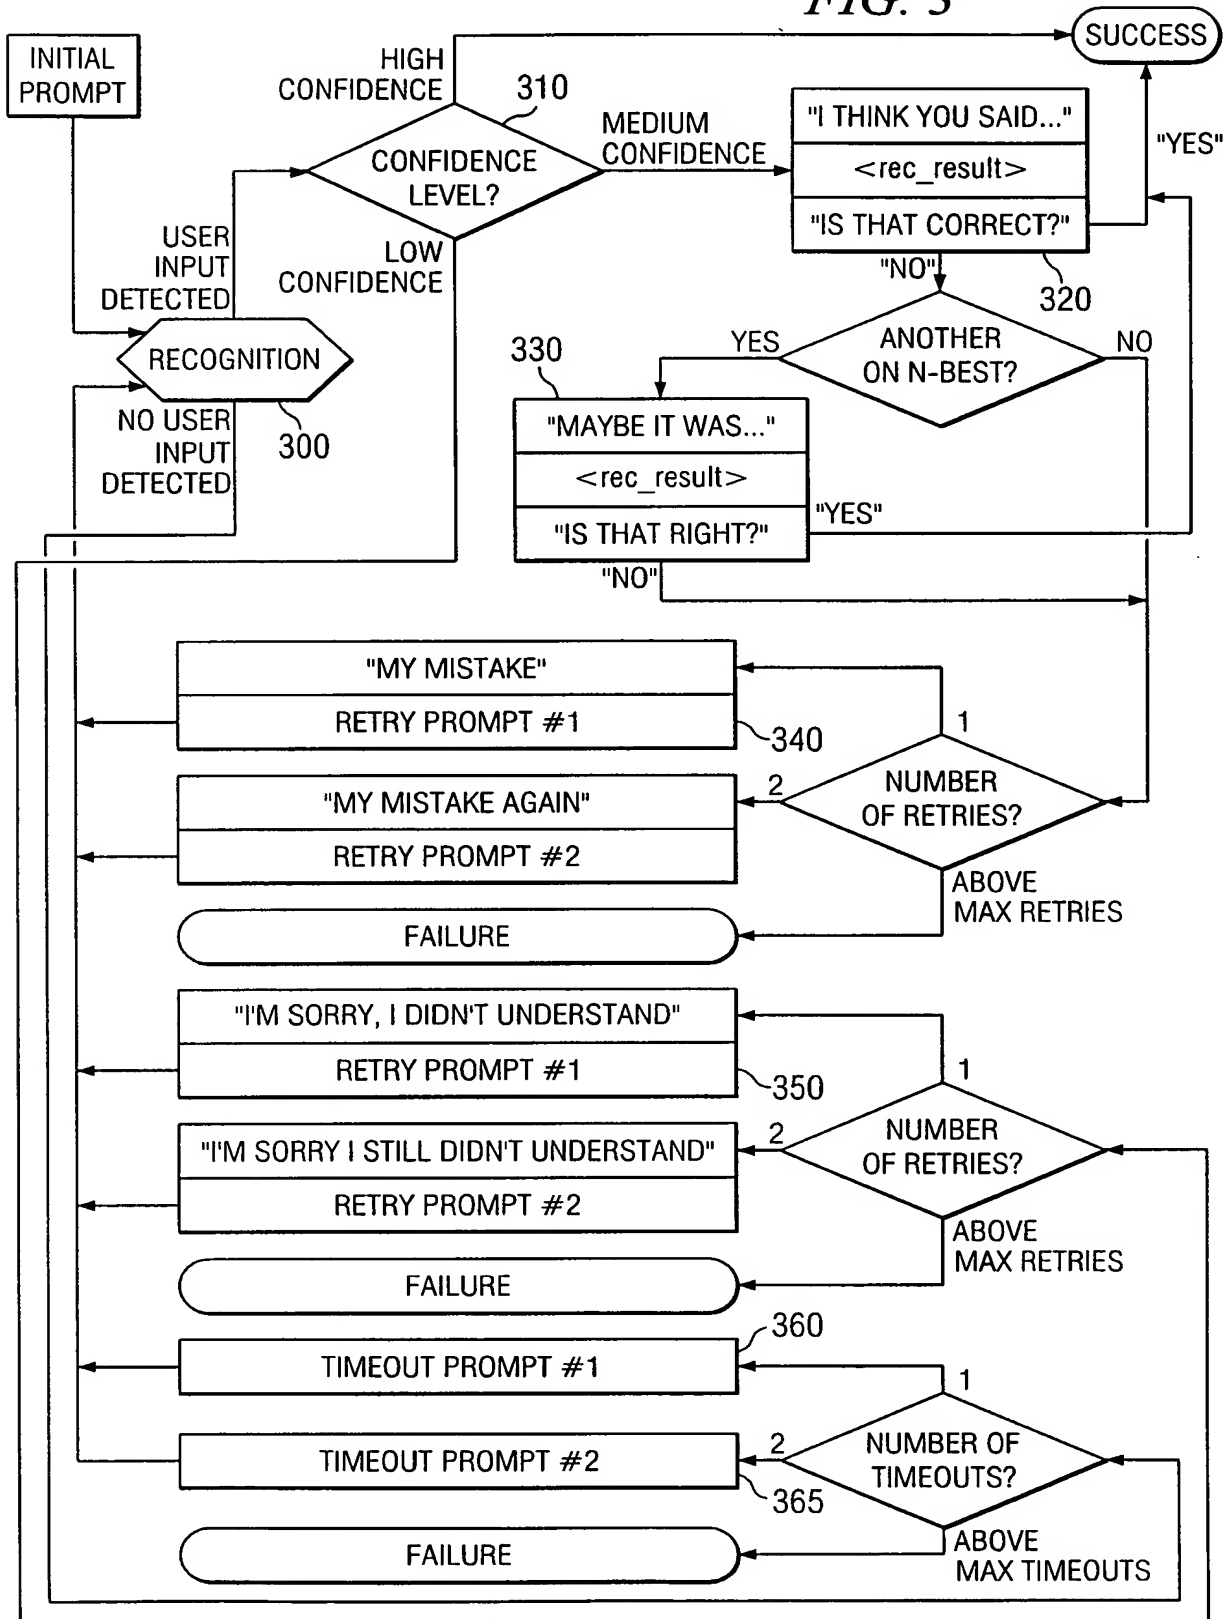 FIG. 3
INITIAL
PROMPT
HIGH
CONFIDENCE
SUCCESS
310
CONFIDENCE
LEVEL?
MEDIUM
CONFIDENCE
"I THINK YOU SAID..."
<rec_result>
"IS THAT CORRECT?"
"YES"
320
USER
INPUT
DETECTED
LOW
CONFIDENCE
"NO"
RECOGNITION
300
NO USER
INPUT
DETECTED
ANOTHER
ON N-BEST?
YES
NO
330
"MAYBE IT WAS..."
<rec_result>
"IS THAT RIGHT?"
"YES"
"NO"
"MY MISTAKE"
RETRY PROMPT #1
340
1
NUMBER
OF RETRIES?
2
"MY MISTAKE AGAIN"
RETRY PROMPT #2
ABOVE
MAX RETRIES
FAILURE
"I'M SORRY, I DIDN'T UNDERSTAND"
RETRY PROMPT #1
350
1
NUMBER
OF RETRIES?
2
"I'M SORRY I STILL DIDN'T UNDERSTAND"
RETRY PROMPT #2
ABOVE
MAX RETRIES
FAILURE
360
TIMEOUT PROMPT #1
1
NUMBER OF
TIMEOUTS?
2
TIMEOUT PROMPT #2
365
ABOVE
MAX TIMEOUTS
FAILURE